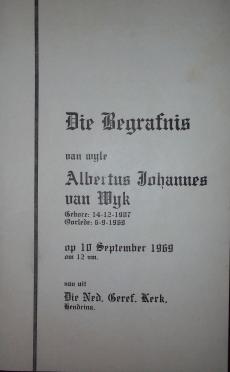 Die Begrafnis
van wyle
Albertus Johannes
van Wyk
Gebore: 14-12-1937
Oorlede: 6-9-1969
op 10 September 1969
om 12 vm.
van uit
Die Ned. Geref. Kerk,
Hendrina.